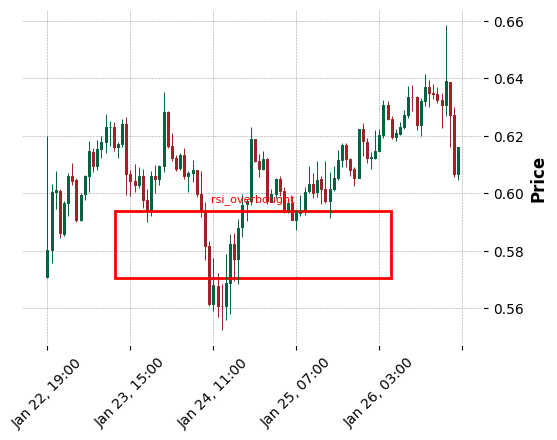 0.66
0.64
0.62
0.60
0.58
0.56
Price
rsi_overbought
Jan 22, 19:00
Jan 23, 15:00
Jan 24, 11:00
Jan 25, 07:00
Jan 26, 03:00